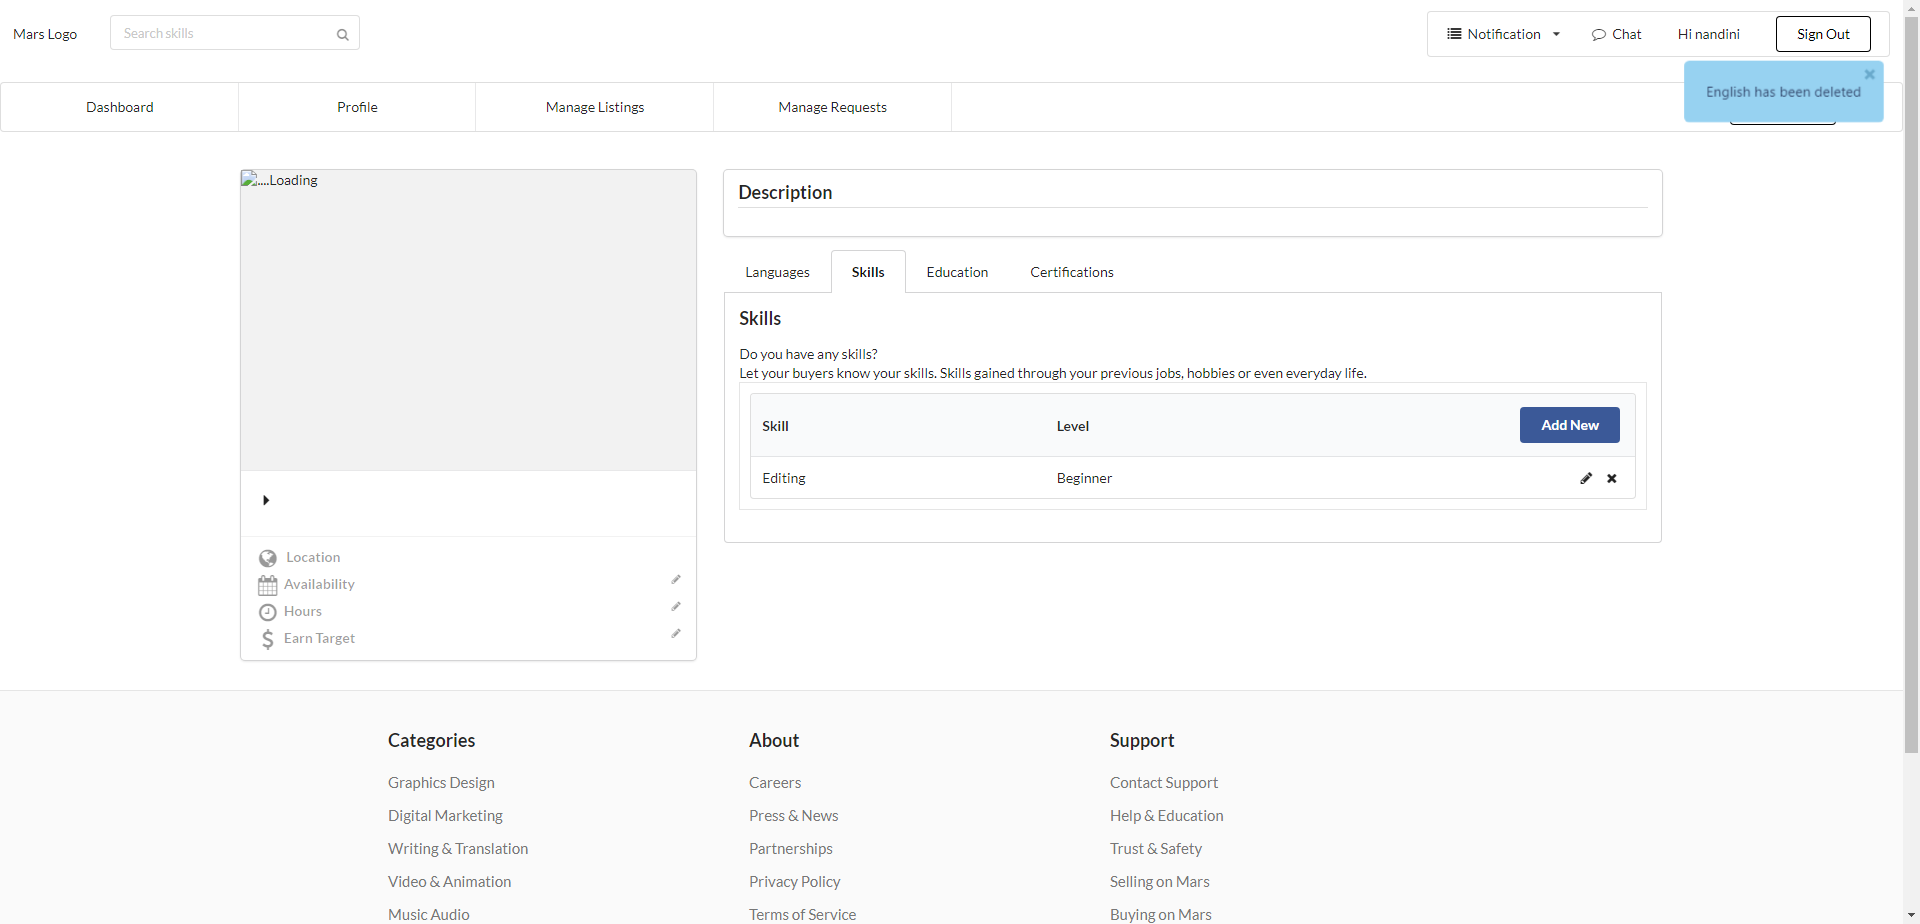 Mars Logo
Search skills
Notification
Chat
Hi nandini
Sign Out
English has been deleted
Dashboard
Profile
Manage Listings
Manage Requests
....Loading
Location
Availability
Hours
Earn Target
Description
Languages
Skills
Education
Certifications
Skills
Do you have any skills?
Let your buyers know your skills. Skills gained through your previous jobs, hobbies or even everyday life.
Skill
Level
Add New
Editing
Beginner
Categories
Graphics Design
Digital Marketing
Writing & Translation
Video & Animation
Music Audio
About
Careers
Press & News
Partnerships
Privacy Policy
Terms of Service
Support
Contact Support
Help & Education
Trust & Safety
Selling on Mars
Buying on Mars